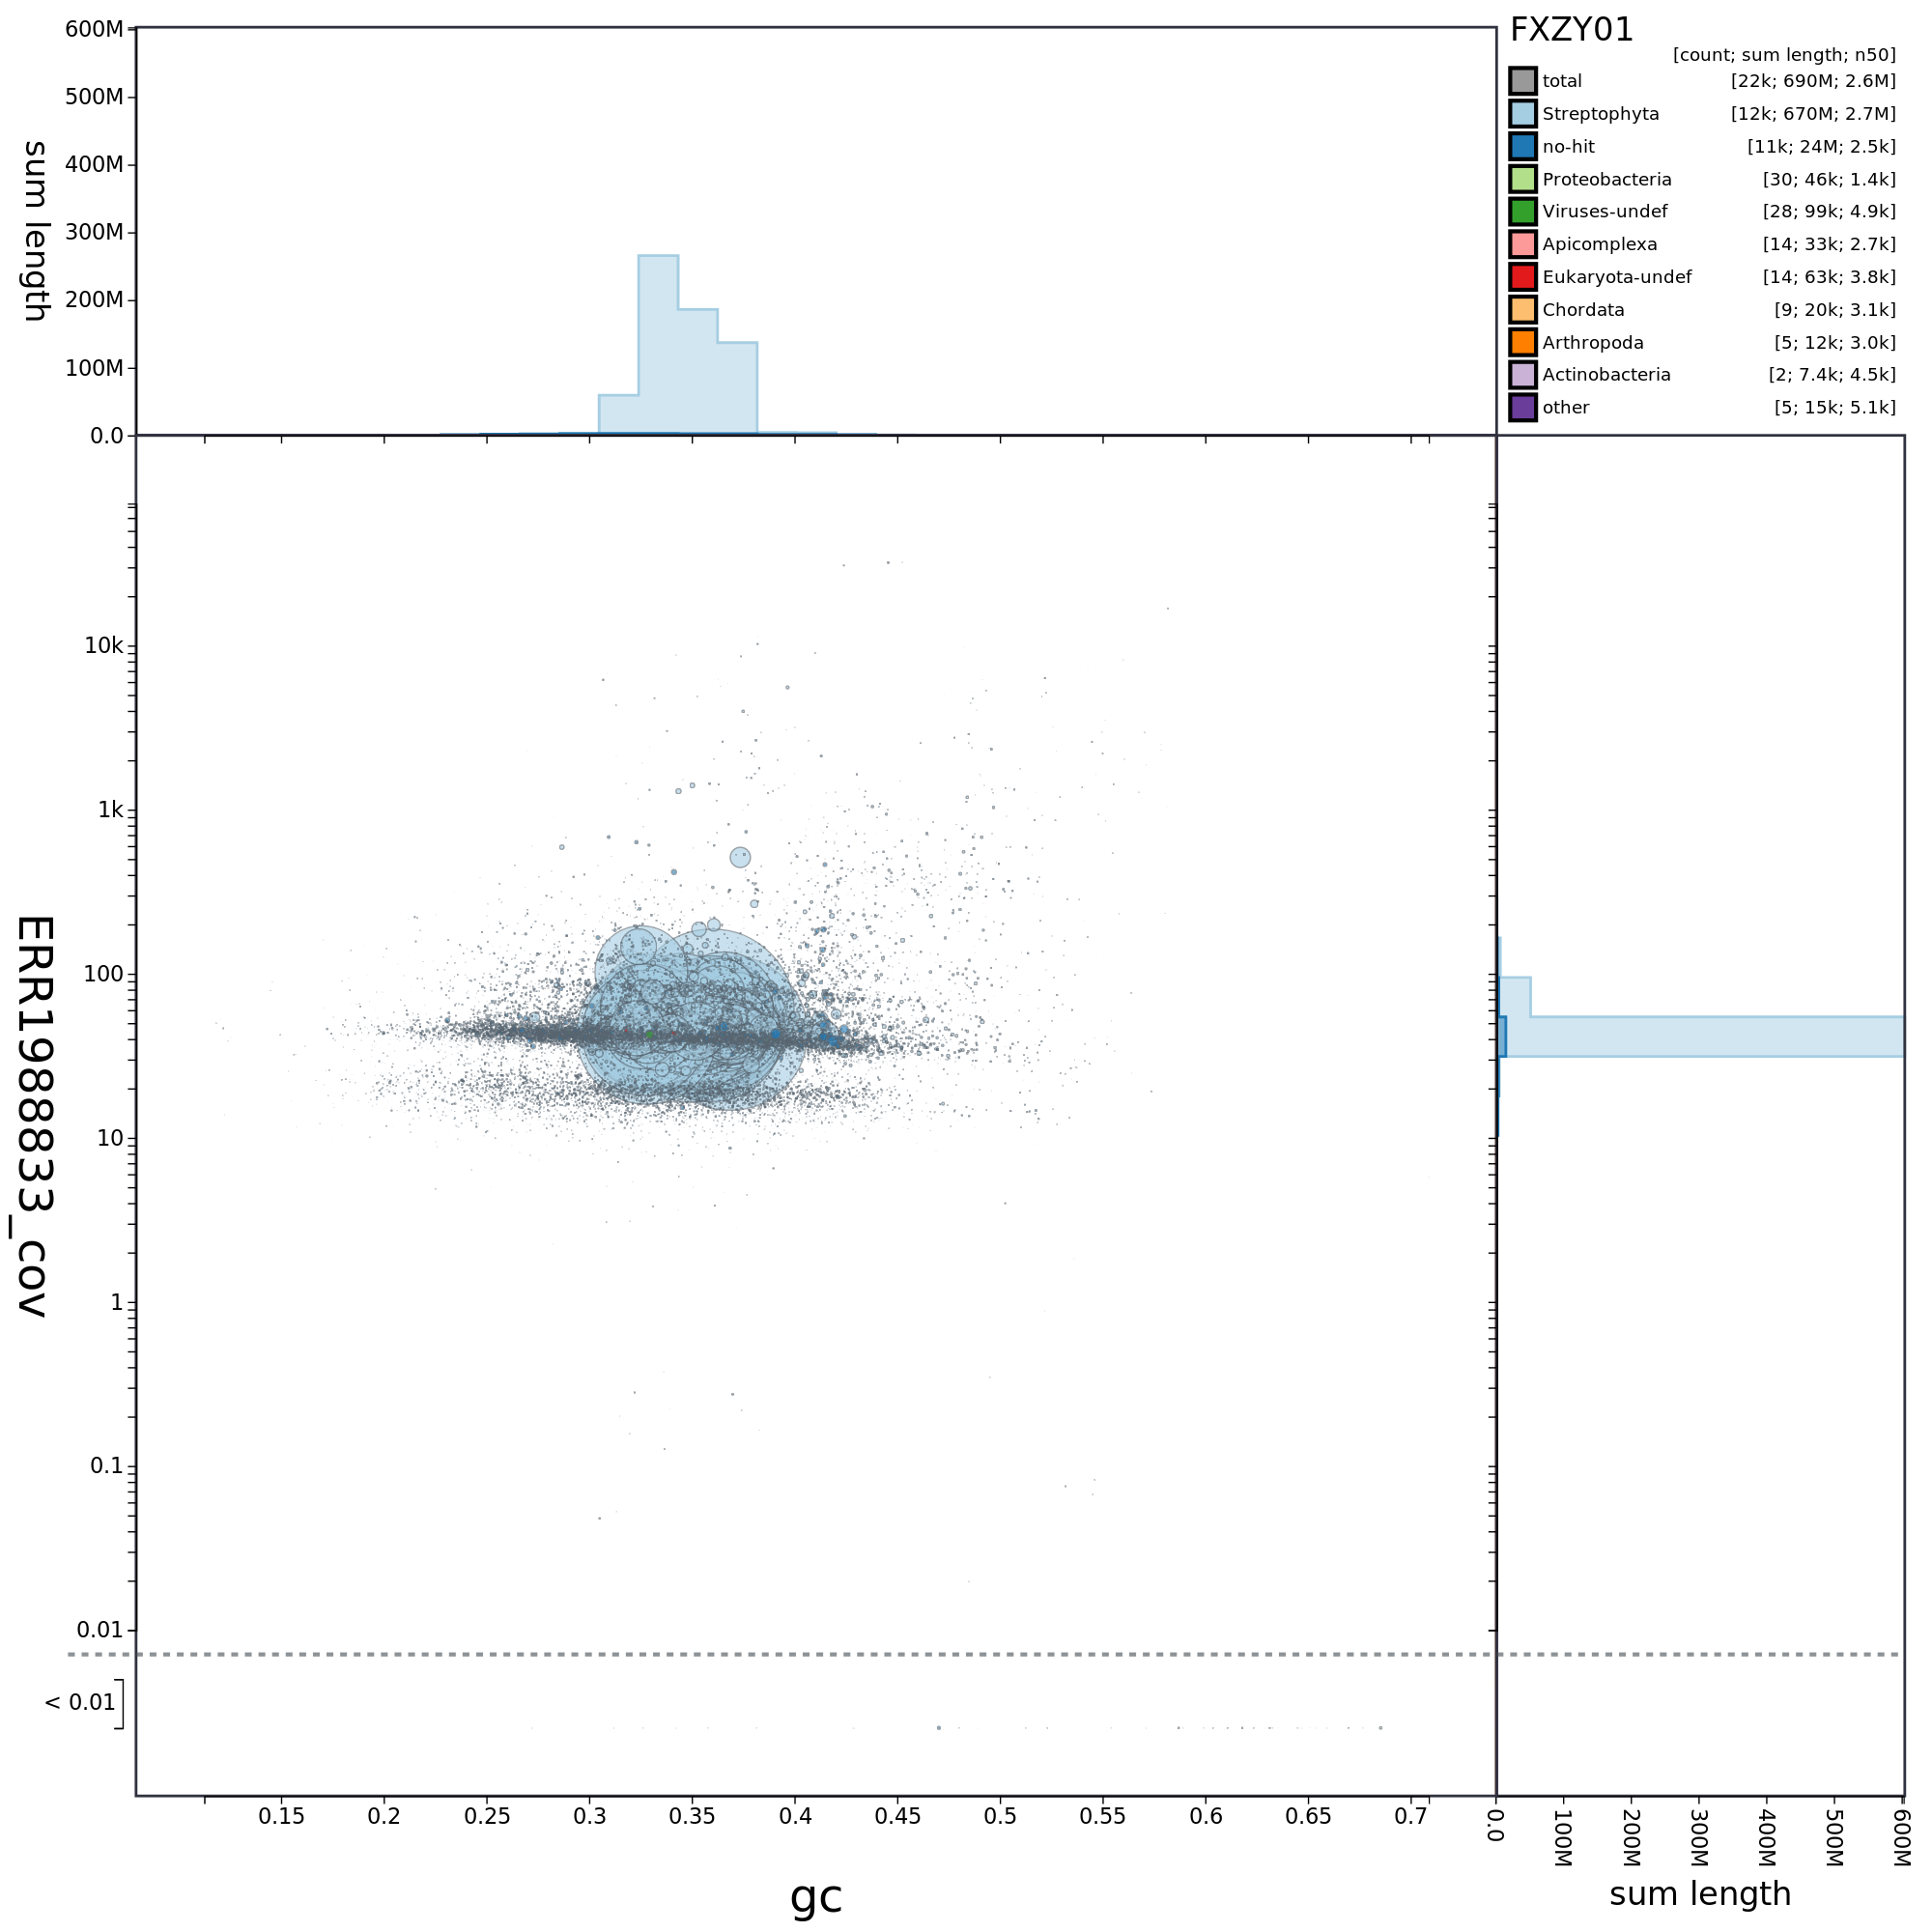 FXZY01
[count; sum length; n50]
total [22k; 690M; 2.6M]
Streptophyta [12k; 670M; 2.7M]
no-hit [11k; 24M; 2.5k]
Proteobacteria [30; 46k; 1.4k]
Viruses-undef [28; 99k; 4.9k]
Apicomplexa [14; 33k; 2.7k]
Eukaryota-undef [14; 63k; 3.8k]
Chordata [9; 20k; 3.1k]
Arthropoda [5; 12k; 3.0k]
Actinobacteria [2; 7.4k; 4.5k]
other [5; 15k; 5.1k]
sum length
600M
500M
400M
300M
200M
100M
0.0
ERR1988833_cov
10k
1k
100
10
1
0.1
0.01
< 0.01
0.15 0.2 0.25 0.3 0.35 0.4 0.45 0.5 0.55 0.6 0.65 0.7
gc
0.0 100M 200M 300M 400M 500M 600M
sum length